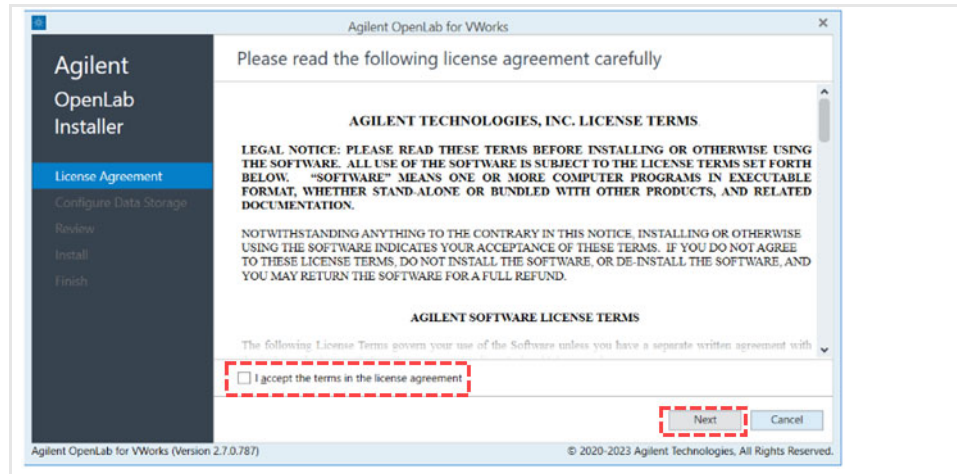 Agilent OpenLab for VWorks
Agilent
OpenLab
Installer
License Agreement
Configure Data Storage
Review
Install
Finish
Please read the following license agreement carefully
AGILENT TECHNOLOGIES, INC. LICENSE TERMS
LEGAL NOTICE: PLEASE READ THESE TERMS BEFORE INSTALLING OR OTHERWISE USING
THE SOFTWARE. ALL USE OF THE SOFTWARE IS SUBJECT TO THE LICENSE TERMS SET FORTH
BELOW. "SOFTWARE" MEANS ONE OR MORE COMPUTER PROGRAMS IN EXECUTABLE
FORMAT, WHETHER STAND-ALONE OR BUNDLED WITH OTHER PRODUCTS, AND RELATED
DOCUMENTATION.
NOTWITHSTANDING ANYTHING TO THE CONTRARY IN THIS NOTICE, INSTALLING OR OTHERWISE
USING THE SOFTWARE INDICATES YOUR ACCEPTANCE OF THESE TERMS. IF YOU DO NOT AGREE
TO THESE LICENSE TERMS, DO NOT INSTALL THE SOFTWARE, OR DE-INSTALL THE SOFTWARE, AND
YOU MAY RETURN THE SOFTWARE FOR A FULL REFUND.
AGILENT SOFTWARE LICENSE TERMS
The following License Terms govern your use of the Software unless you have a separate written agreement with
I accept the terms in the license agreement
Next
Cancel
Agilent OpenLab for VWorks (Version 2.7.0.787)
© 2020-2023 Agilent Technologies, All Rights Reserved.